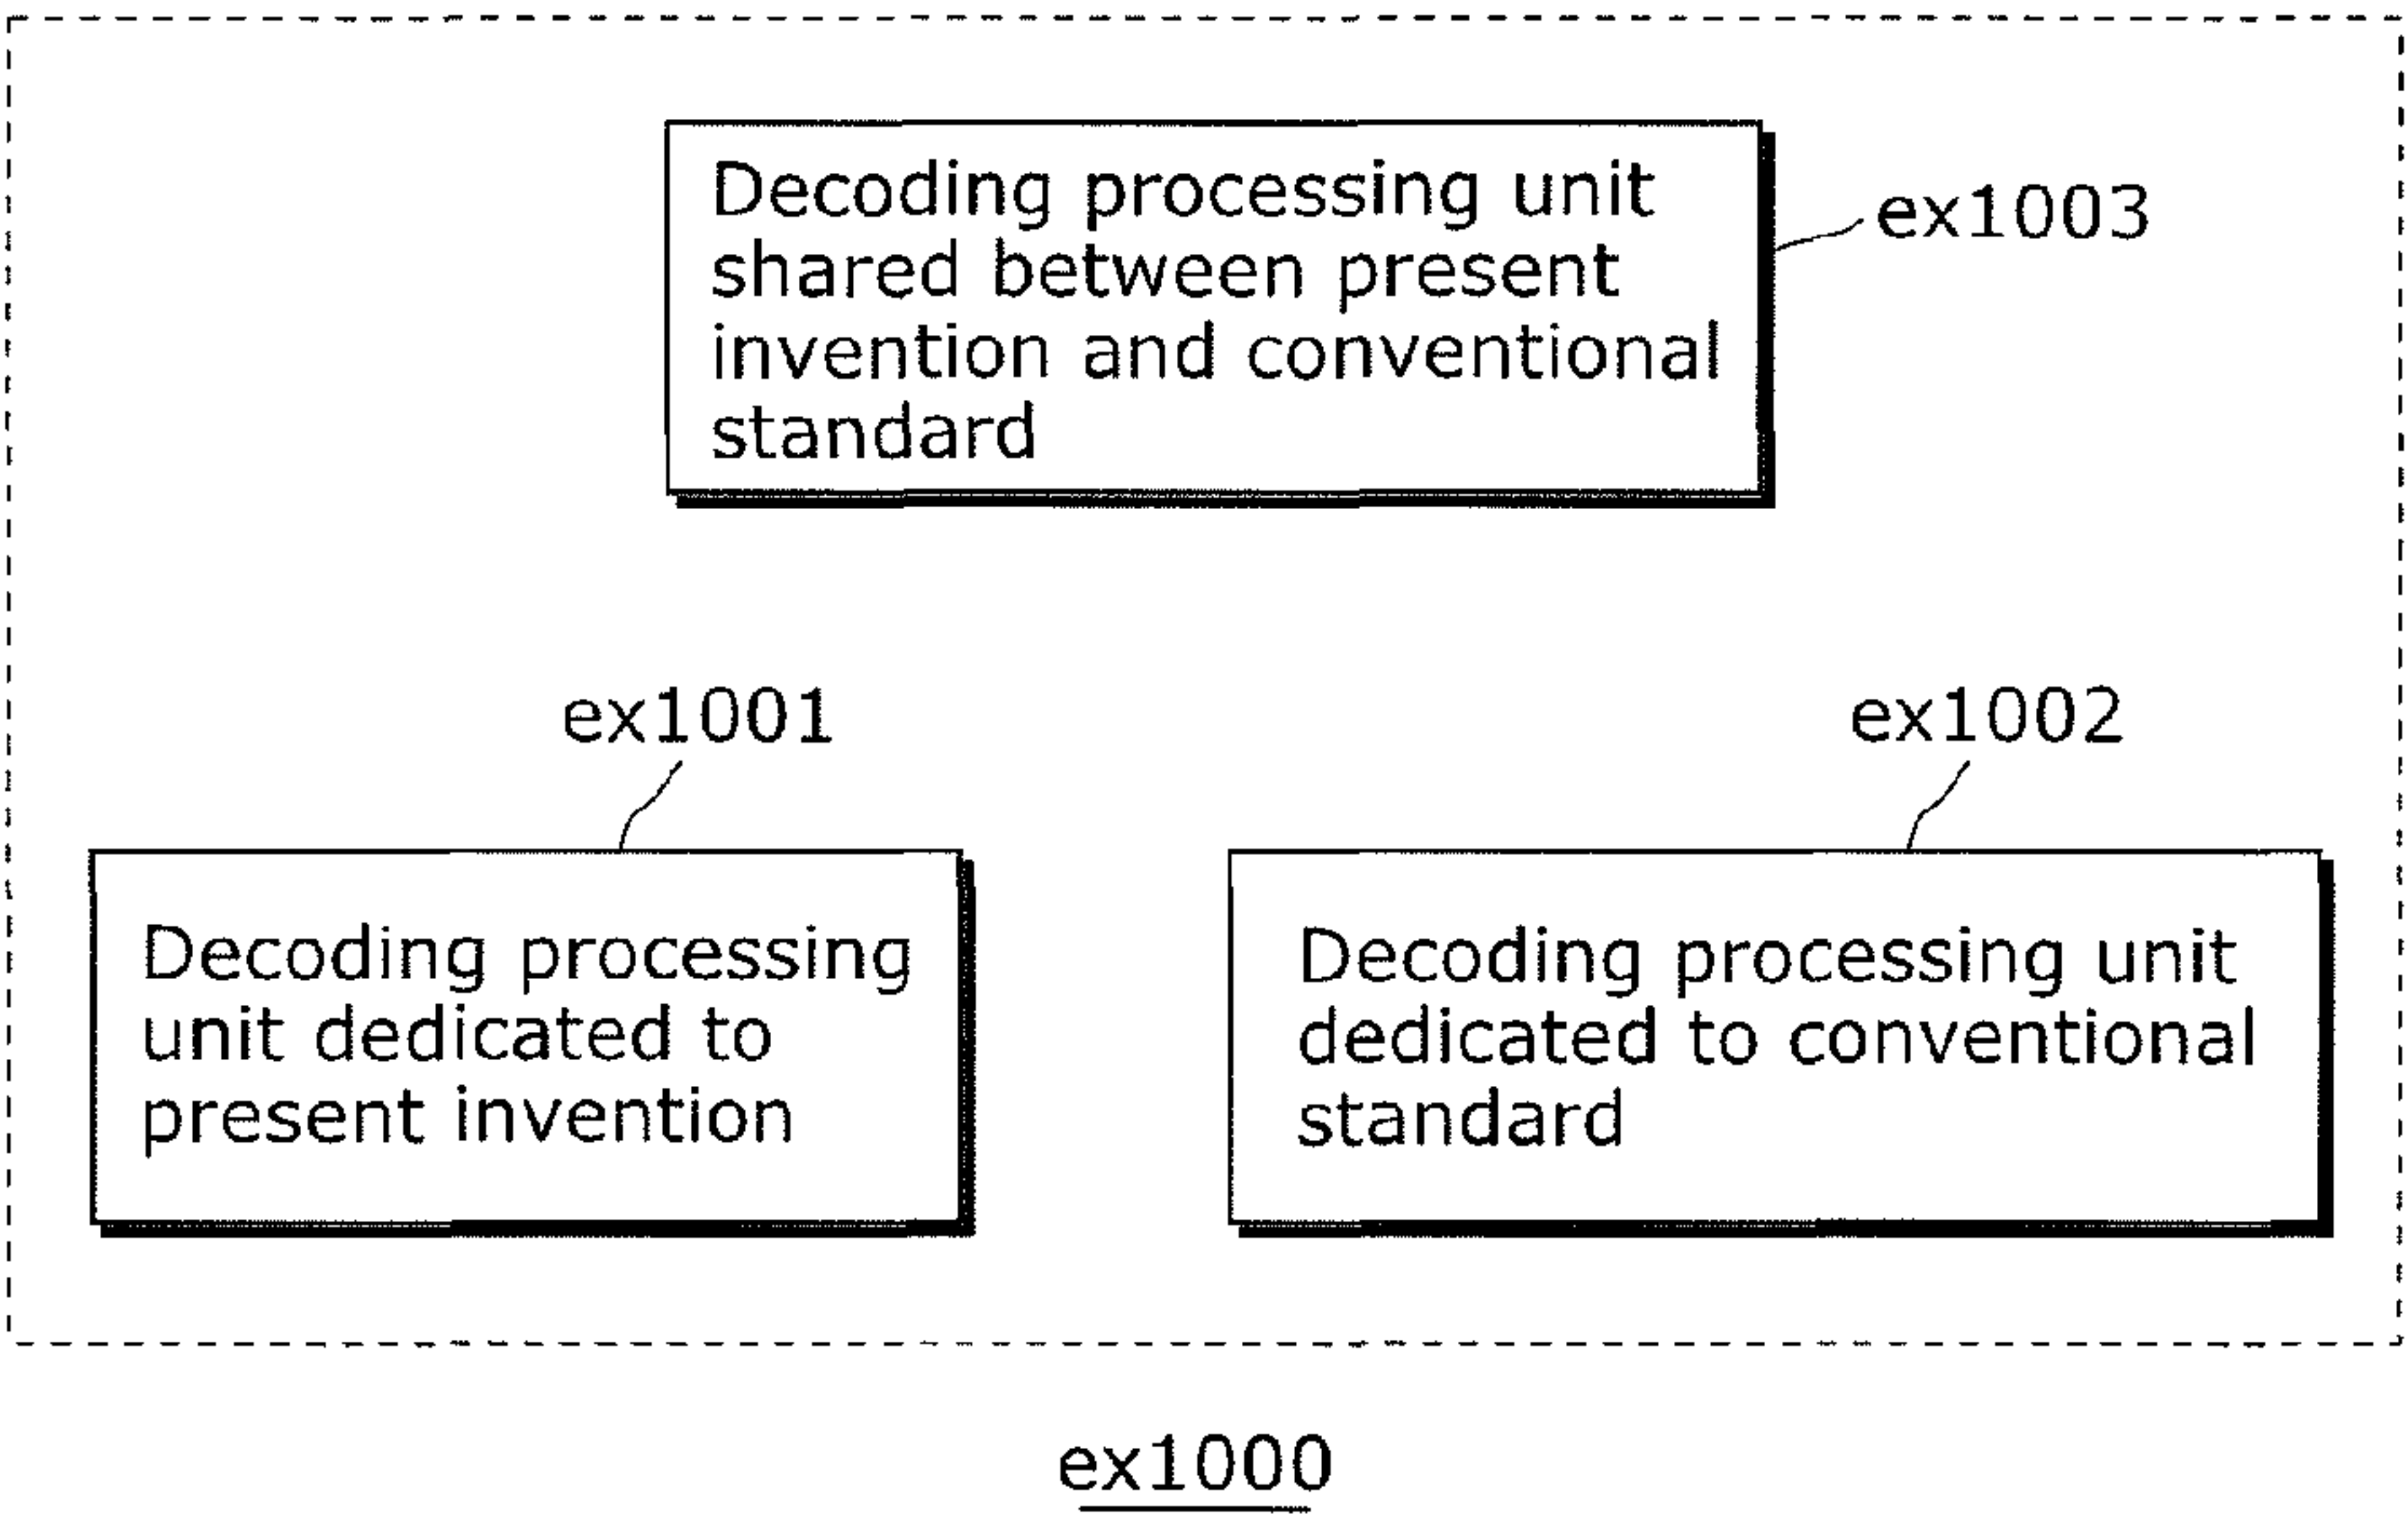 Decoding processing unit
shared between present
invention and conventional
standard
ex1003
ex1001
ex1002
Decoding processing
unit dedicated to
present invention
Decoding processing unit
dedicated to conventional
standard
ex1000